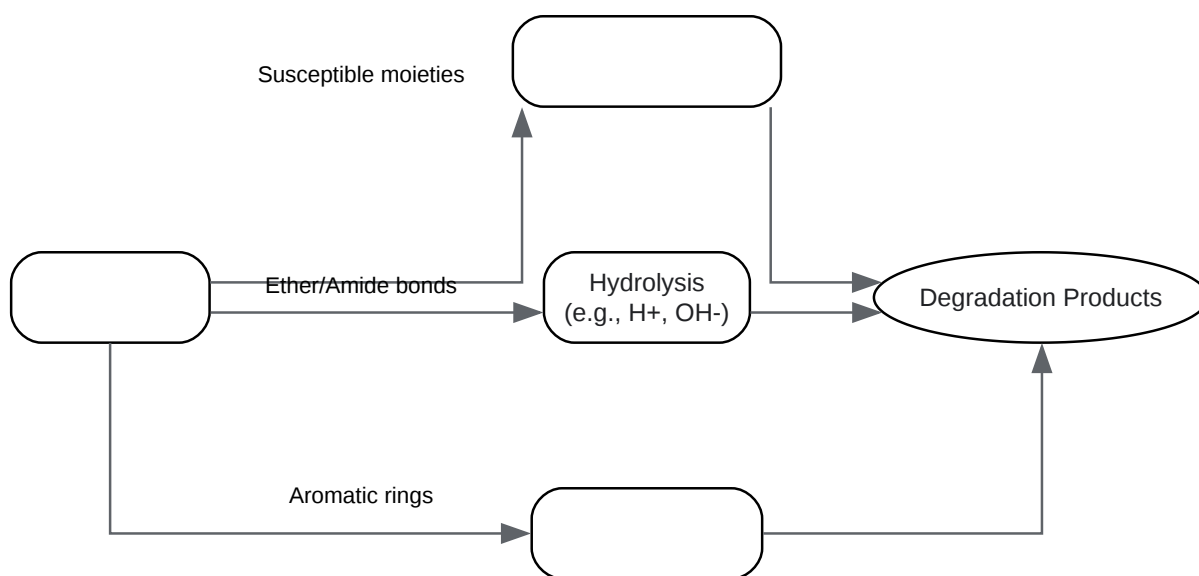 Susceptible moieties
Ether/Amide bonds
Hydrolysis
(e.g., H+, OH-)
Degradation Products
Aromatic rings